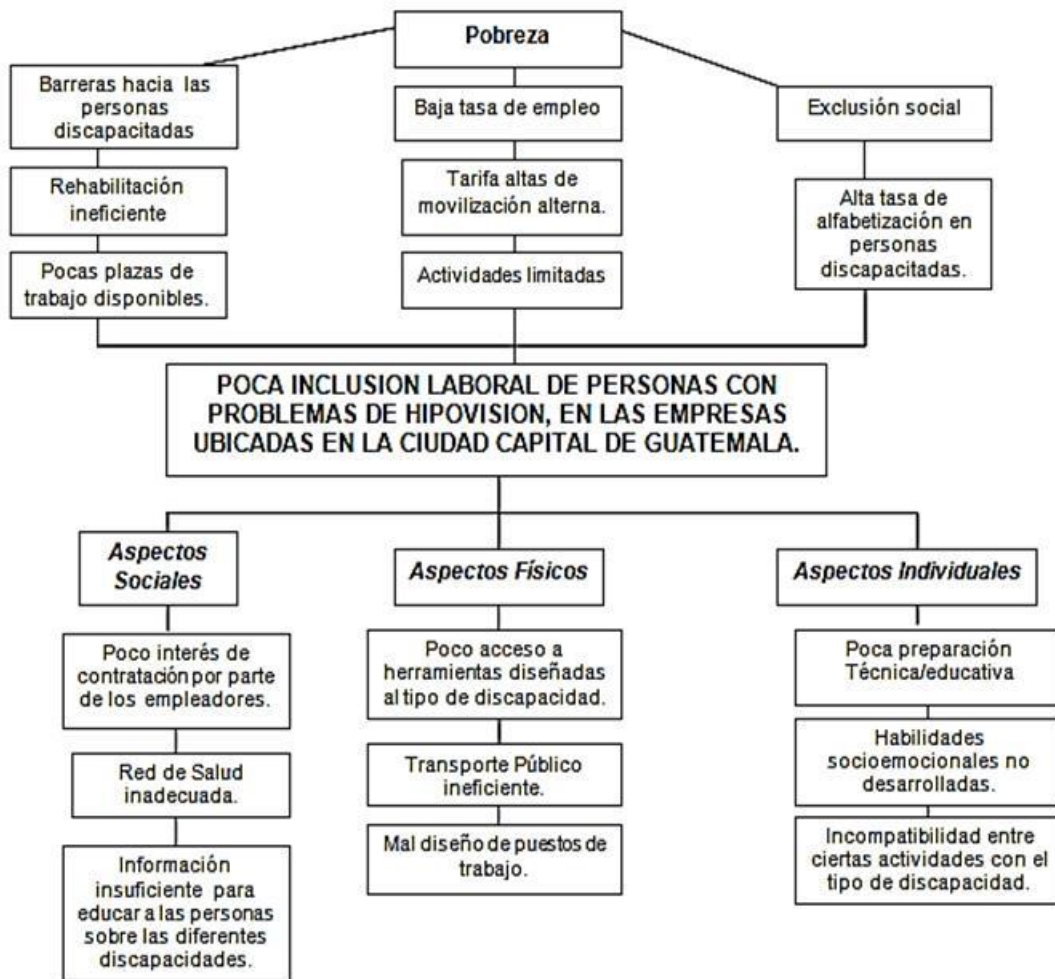 Pobreza
Barreras hacia las
personas
discapacitadas
Baja tasa de empleo
Exclusión social
Rehabilitación
ineficiente
Tarifa altas de
movilización alterna.
Alta tasa de
alfabetización en
personas
discapacitadas.
Pocas plazas de
trabajo disponibles.
Actividades limitadas
POCA INCLUSION LABORAL DE PERSONAS CON
PROBLEMAS DE HIPOVISION, EN LAS EMPRESAS
UBICADAS EN LA CIUDAD CAPITAL DE GUATEMALA.
Aspectos
Sociales
Aspectos Físicos
Aspectos Individuales
Poco interés de
contratación por parte
de los empleadores.
Poco acceso a
herramientas diseñadas
al tipo de discapacidad.
Poca preparación
Técnica/educativa
Red de Salud
inadecuada.
Transporte Público
ineficiente.
Habilidades
socioemocionales no
desarrolladas.
Información
insuficiente para
educar a las personas
sobre las diferentes
discapacidades.
Mal diseño de puestos de
trabajo.
Incompatibilidad entre
ciertas actividades con el
tipo de discapacidad.